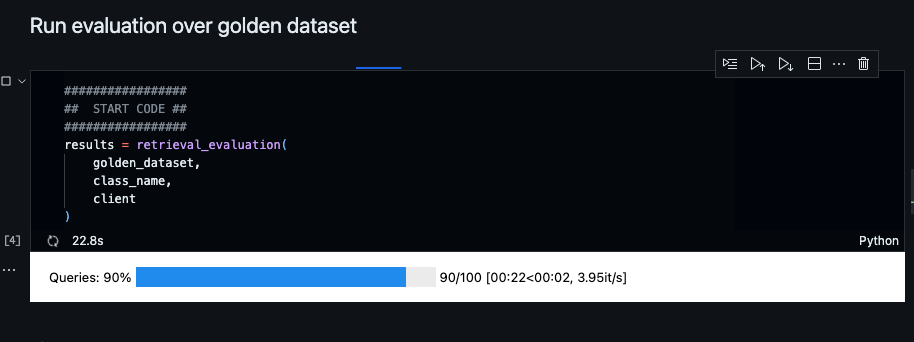 Run evaluation over golden dataset
#################
##  START CODE ##
#################
results = retrieval_evaluation(
    golden_dataset,
    class_name,
    client
)
[4]
22.8s
Python
...
Queries: 90% 90/100 [00:22<00:02, 3.95it/s]